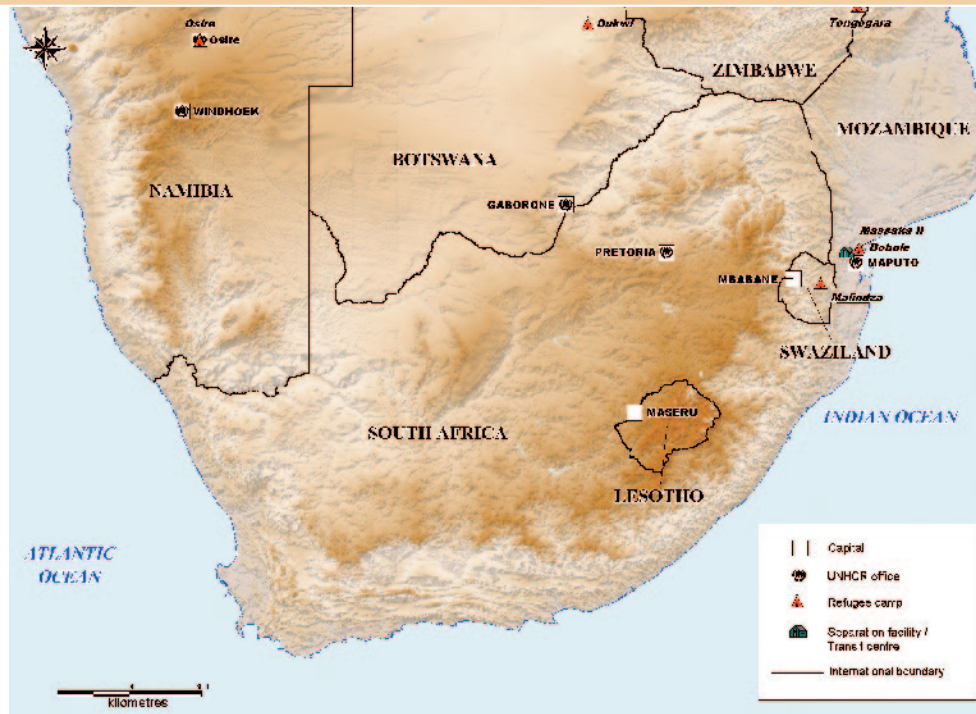 Osire
Osire
Dukwi
Tongogara
ZIMBABWE
WINDHOEK
MOZAMBIQUE
BOTSWANA
NAMIBIA
GABORONE
Massaka II
Bobole
PRETORIA
MAPUTO
MBABANE
Malindza
SWAZILAND
MASERU
INDIAN OCEAN
SOUTH AFRICA
LESOTHO
ATLANTIC
OCEAN
Capital
UNHCR office
Refugee camp
Separation facility /
Transit centre
International boundary
kilometres